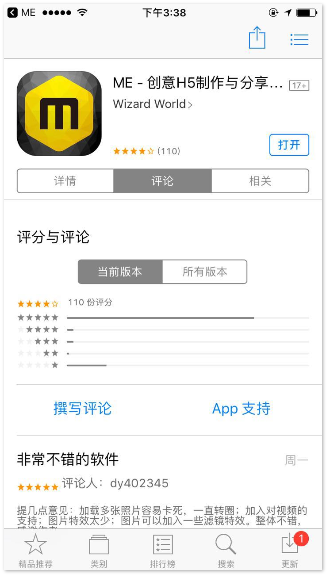 ME 下午3:38
ME - 创意H5制作与分享... 17+
Wizard World >
(110) 打开
详情 评论 相关
评分与评论
当前版本 所有版本
110 份评分
撰写评论 App 支持
非常不错的软件 周一
评论人： dy402345
提几点意见：加载多张照片容易卡死，一直转圈；加入对视频的
支持；图片特效太少；图片可以加入一些滤镜特效。整体不错，
精品推荐 类别 排行榜 搜索 更新
1